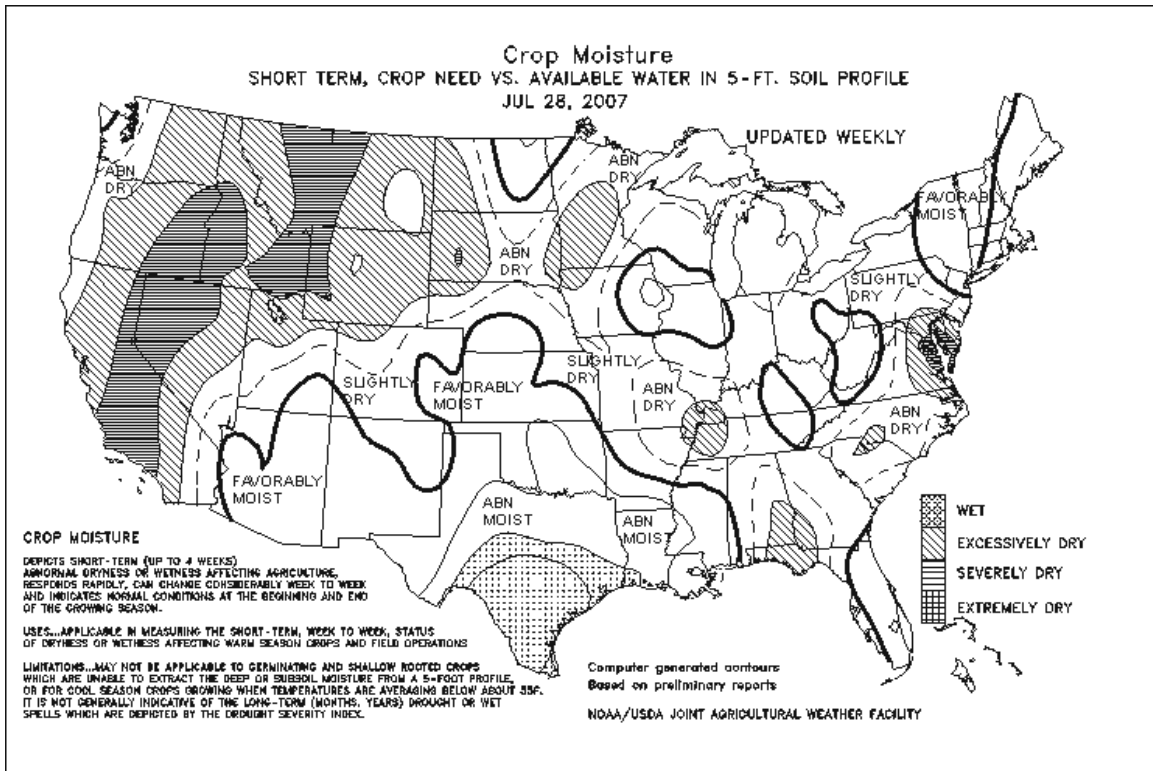 Crop Moisture
SHORT TERM, CROP NEED VS. AVAILABLE WATER IN 5-FT. SOIL PROFILE
JUL 28, 2007
UPDATED WEEKLY
ABN
DRY
ABN
DRY
FAVORABLY
MOIST
ABN
DRY
SLIGHTLY
DRY
SLIGHTLY
DRY
FAVORABLY
MOIST
SLIGHTLY
DRY
ABN
DRY
ABN
DRY
FAVORABLY
MOIST
ABN
MOIST
ABN
MOIST
WET
EXCESSIVELY DRY
SEVERELY DRY
EXTREMELY DRY
CROP MOISTURE
DEPICTS SHORT-TERM (UP TO 4 WEEKS)
ABNORMAL DRYNESS OR WETNESS AFFECTING AGRICULTURE,
RESPONDS RAPIDLY, CAN CHANGE CONSIDERABLY WEEK TO WEEK
AND INDICATES NORMAL CONDITIONS AT THE BEGINNING AND END
OF THE GROWING SEASON.
USES...APPLICABLE IN MEASURING THE SHORT-TERM, WEEK TO WEEK, STATUS
OF DRYNESS OR WETNESS AFFECTING WARM SEASON CROPS AND FIELD OPERATIONS
LIMITATIONS...MAY NOT BE APPLICABLE TO GERMINATING AND SHALLOW ROOTED CROPS
WHICH ARE UNABLE TO EXTRACT THE DEEP OR SUBSOIL MOISTURE FROM A 5-FOOT PROFILE,
OR FOR COOL SEASON CROPS GROWING WHEN TEMPERATURES ARE AVERAGING BELOW ABOUT 55F.
IT IS NOT GENERALLY INDICATIVE OF THE LONG-TERM (MONTHS, YEARS) DROUGHT OR WET
SPELLS WHICH ARE DEPICTED BY THE DROUGHT SEVERITY INDEX.
Computer generated contours
Based on preliminary reports
NOAA/USDA JOINT AGRICULTURAL WEATHER FACILITY